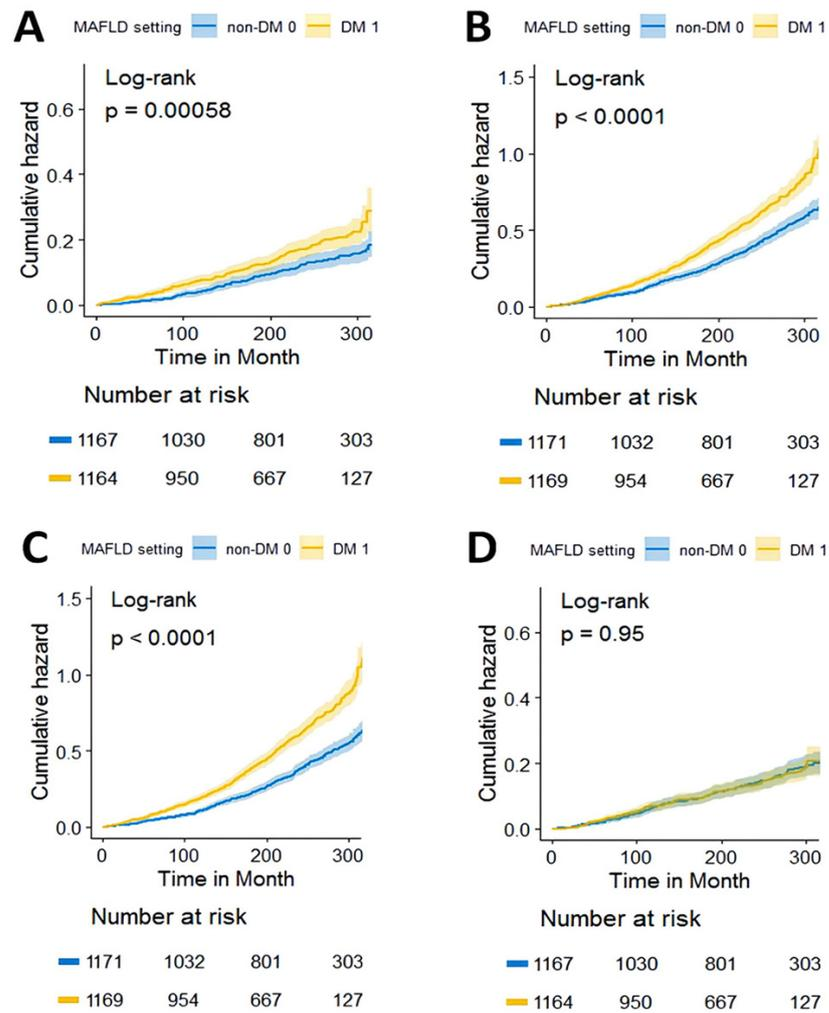 A
MAFLD setting non-DM 0 DM 1
Log-rank
p = 0.00058
Cumulative hazard
0.6
0.4
0.2
0.0
0 100 200 300
Time in Month
Number at risk
1167 1030 801 303
1164 950 667 127
B
MAFLD setting non-DM 0 DM 1
Log-rank
p < 0.0001
Cumulative hazard
1.5
1.0
0.5
0.0
0 100 200 300
Time in Month
Number at risk
1171 1032 801 303
1169 954 667 127
C
MAFLD setting non-DM 0 DM 1
Log-rank
p < 0.0001
Cumulative hazard
1.5
1.0
0.5
0.0
0 100 200 300
Time in Month
Number at risk
1171 1032 801 303
1169 954 667 127
D
MAFLD setting non-DM 0 DM 1
Log-rank
p = 0.95
Cumulative hazard
0.6
0.4
0.2
0.0
0 100 200 300
Time in Month
Number at risk
1167 1030 801 303
1164 950 667 127